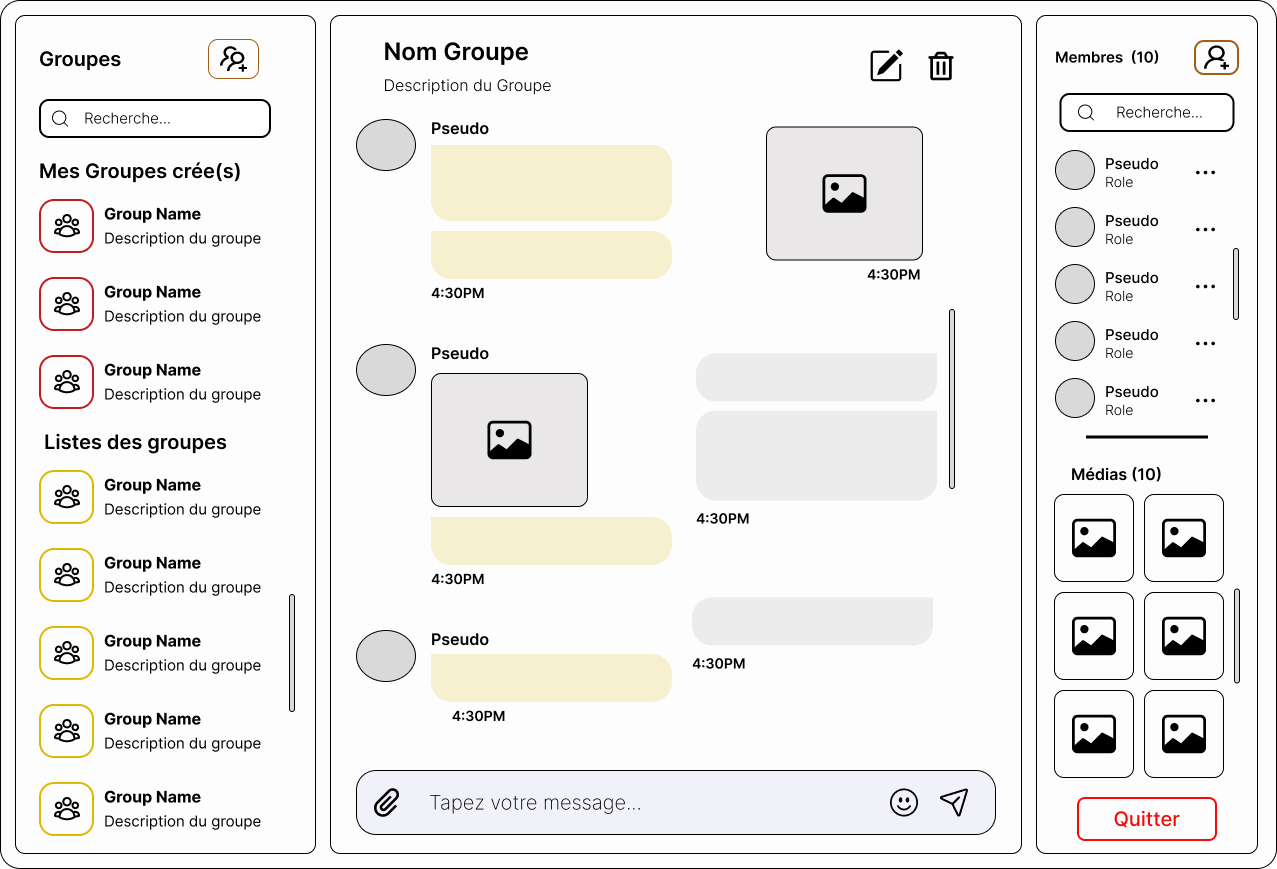 Groupes
Recherche...
Mes Groupes crée(s)
Group Name
Description du groupe
Group Name
Description du groupe
Group Name
Description du groupe
Listes des groupes
Group Name
Description du groupe
Group Name
Description du groupe
Group Name
Description du groupe
Group Name
Description du groupe
Group Name
Description du groupe
Nom Groupe
Description du Groupe
Pseudo
4:30PM
4:30PM
Pseudo
4:30PM
4:30PM
4:30PM
Pseudo
4:30PM
Tapez votre message...
Membres (10)
Recherche...
Pseudo
Role
Pseudo
Role
Pseudo
Role
Pseudo
Role
Pseudo
Role
Médias (10)
Quitter